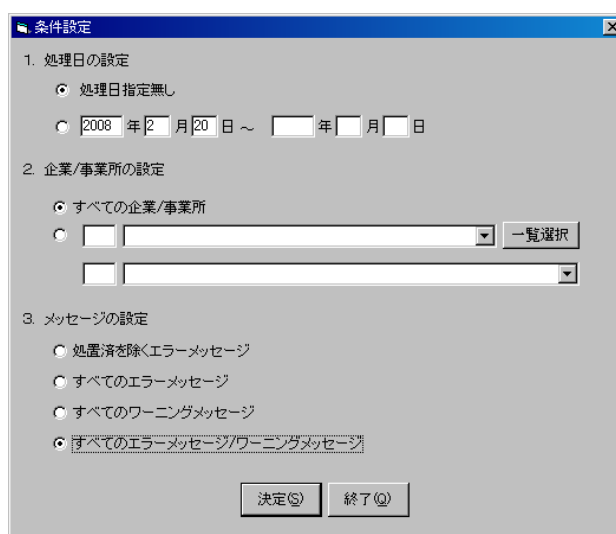 条件設定
1. 処理日の設定
処理日指定無し
2008 年 2 月 20 日 ~ 年 月 日
2. 企業/事業所の設定
すべての企業/事業所
一覧選択
3. メッセージの設定
処置済を除くエラーメッセージ
すべてのエラーメッセージ
すべてのワーニングメッセージ
すべてのエラーメッセージ/ワーニングメッセージ
決定(S) 終了(Q)